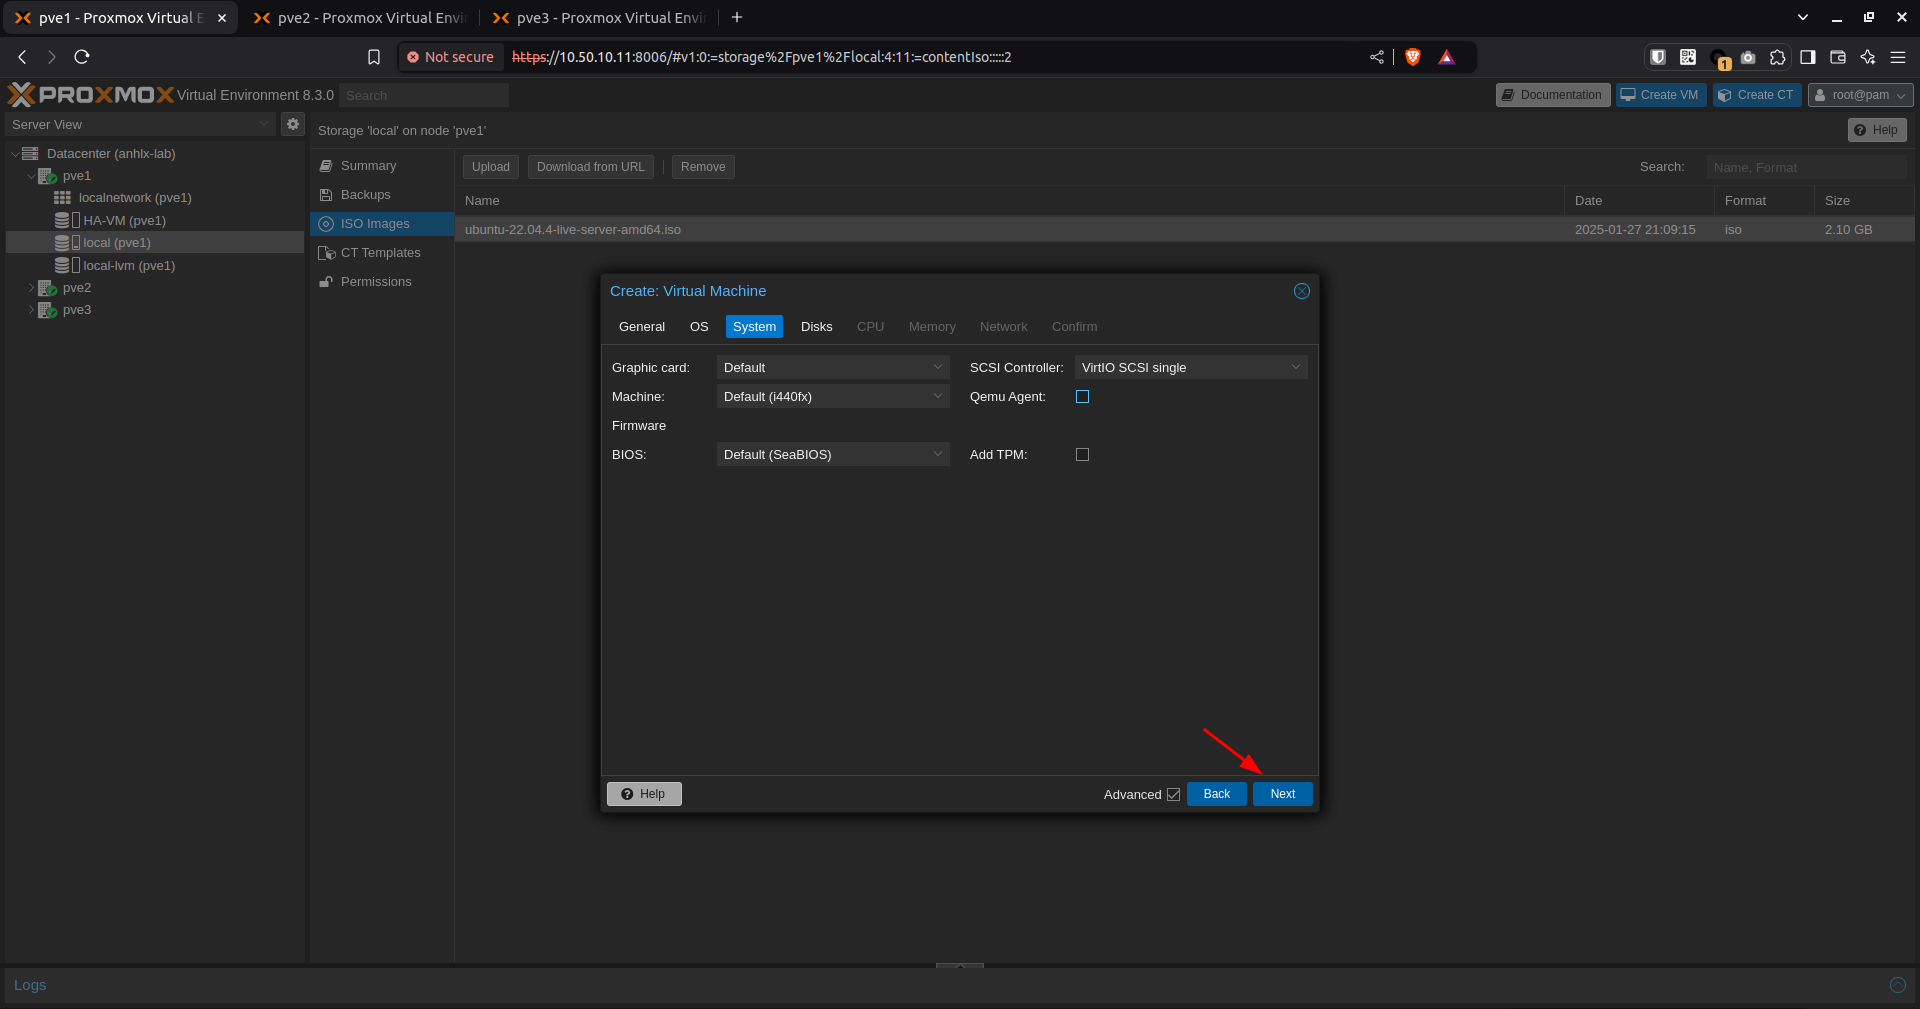 pve1 - Proxmox Virtual E
pve2 - Proxmox Virtual Envi
pve3 - Proxmox Virtual Envi
Not secure
https://10.50.10.11:8006/#v1:0:=storage%2Fpve1%2Flocal:4:11:=contentIso:::::2
1
PROXMOX Virtual Environment 8.3.0
Search
Documentation
Create VM
Create CT
root@pam
Server View
Storage 'local' on node 'pve1'
Help
Datacenter (anhlx-lab)
pve1
localnetwork (pve1)
HA-VM (pve1)
local (pve1)
local-lvm (pve1)
pve2
pve3
Summary
Backups
ISO Images
CT Templates
Permissions
Upload
Download from URL
Remove
Search:
Name, Format
Name
Date
Format
Size
ubuntu-22.04.4-live-server-amd64.iso
2025-01-27 21:09:15
iso
2.10 GB
Create: Virtual Machine
General
OS
System
Disks
CPU
Memory
Network
Confirm
Graphic card:
Default
SCSI Controller:
VirtIO SCSI single
Machine:
Default (i440fx)
Qemu Agent:
Firmware
BIOS:
Default (SeaBIOS)
Add TPM:
Help
Advanced
Back
Next
Logs